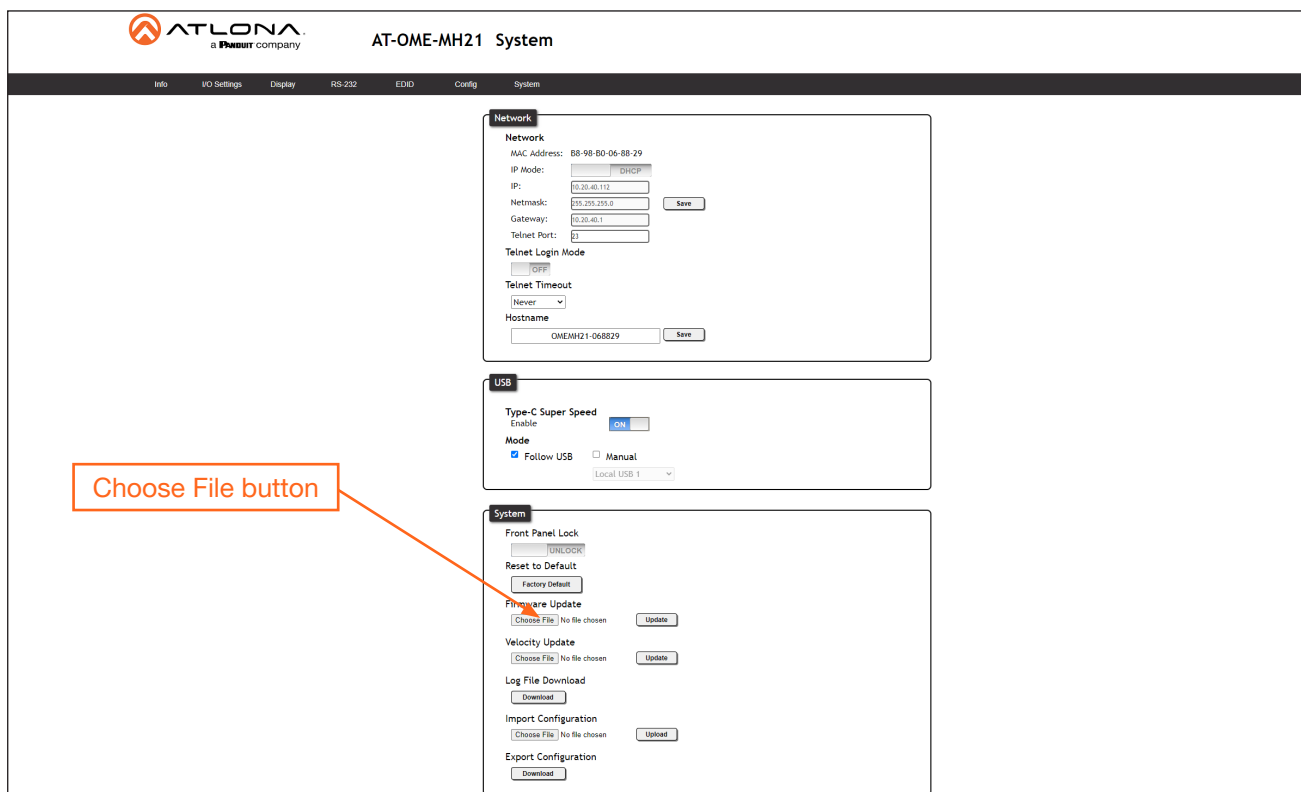 ATLONA.
a PANDUIT company
AT-OME-MH21 System
Info I/O Settings Display RS-232 EDID Config System
Network
Network
MAC Address: B8-98-B0-06-88-29
IP Mode: DHCP
IP: 10.20.40.112
Netmask: 255.255.255.0 Save
Gateway: 10.20.40.1
Telnet Port: 23
Telnet Login Mode
OFF
Telnet Timeout
Never
Hostname
OMEMH21-068829 Save
USB
Type-C Super Speed
Enable ON
Mode
Follow USB Manual
Local USB 1
Choose File button
System
Front Panel Lock
UNLOCK
Reset to Default
Factory Default
Firmware Update
Choose File No file chosen Update
Velocity Update
Choose File No file chosen Update
Log File Download
Download
Import Configuration
Choose File No file chosen Upload
Export Configuration
Download